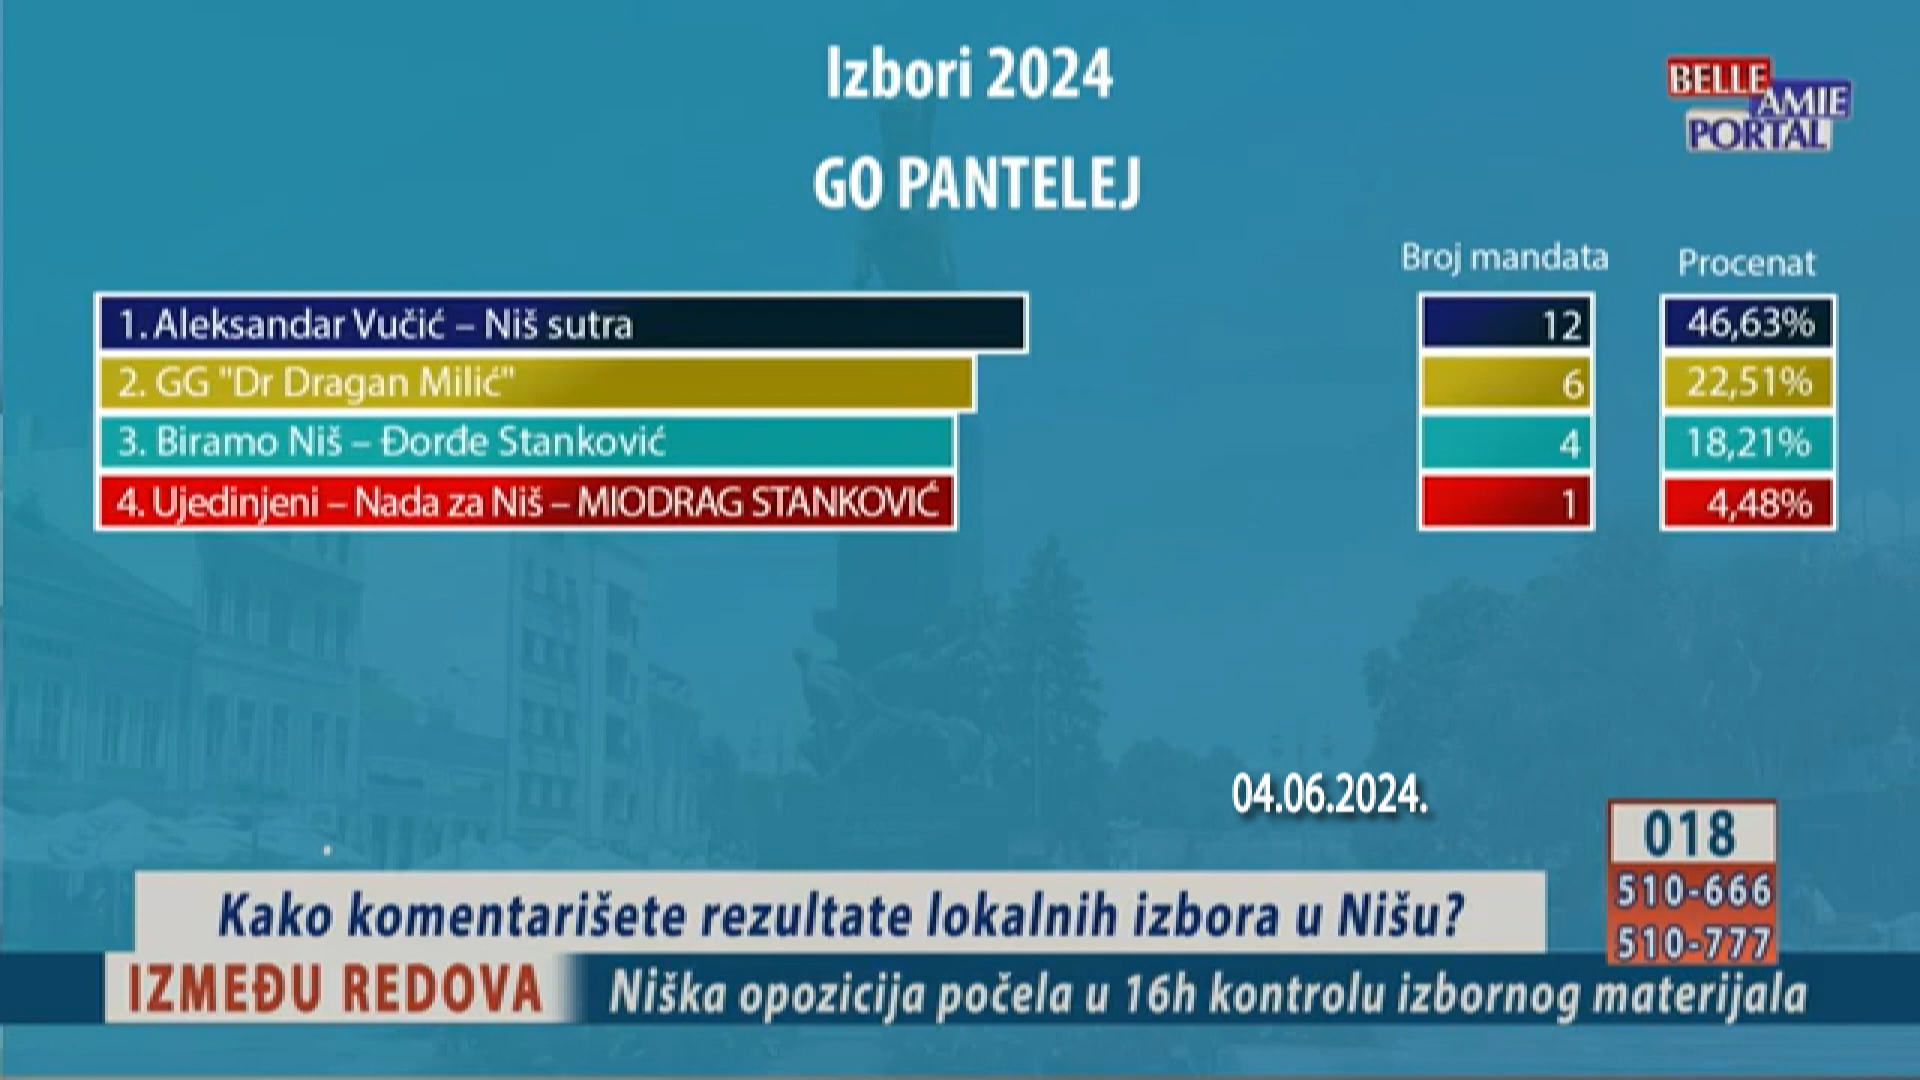 Izbori 2024
BELLE
AMIE
PORTAL
GO PANTELEJ
Broj mandata
Procenat
1. Aleksandar Vučić – Niš sutra
12
46,63%
2. GG "Dr Dragan Milić"
6
22,51%
3. Biramo Niš – Đorđe Stanković
4
18,21%
4. Ujedinjeni – Nada za Niš – MIODRAG STANKOVIĆ
1
4,48%
04.06.2024.
018
510-666
510-777
Kako komentarišete rezultate lokalnih izbora u Nišu?
IZMEĐU REDOVA
Niška opozicija počela u 16h kontrolu izbornog materijala